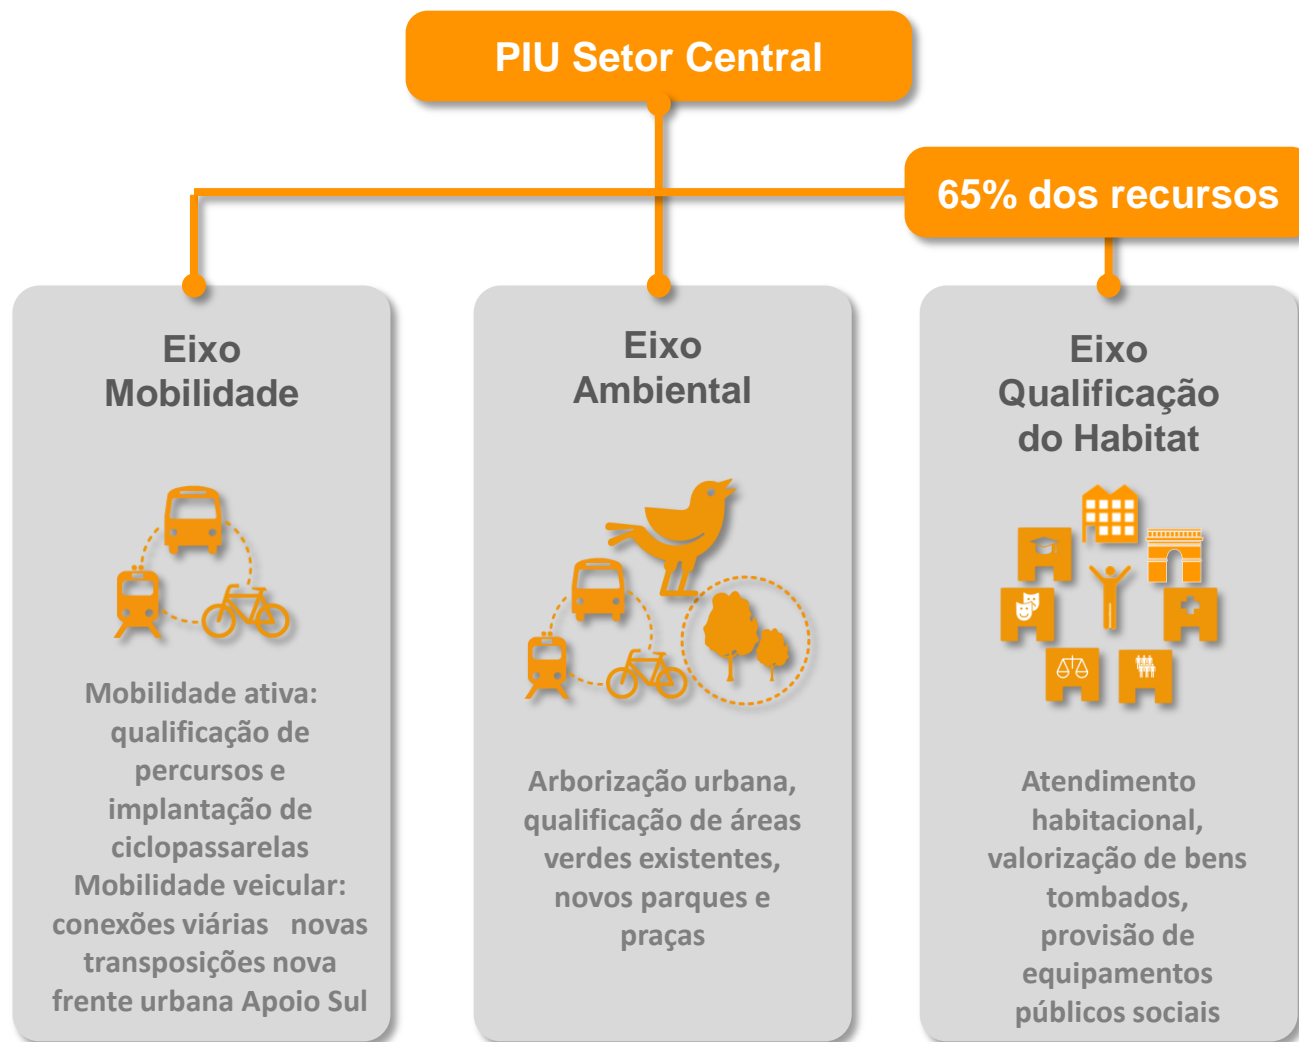 PIU Setor Central
65% dos recursos
Eixo
Mobilidade
Mobilidade ativa:
qualificação de
percursos e
implantação de
ciclopassarelas
Mobilidade veicular:
conexões viárias novas
transposições nova
frente urbana Apoio Sul
Eixo
Ambiental
Arborização urbana,
qualificação de áreas
verdes existentes,
novos parques e
praças
Eixo
Qualificação
do Habitat
Atendimento
habitacional,
valorização de bens
tombados,
provisão de
equipamentos
públicos sociais